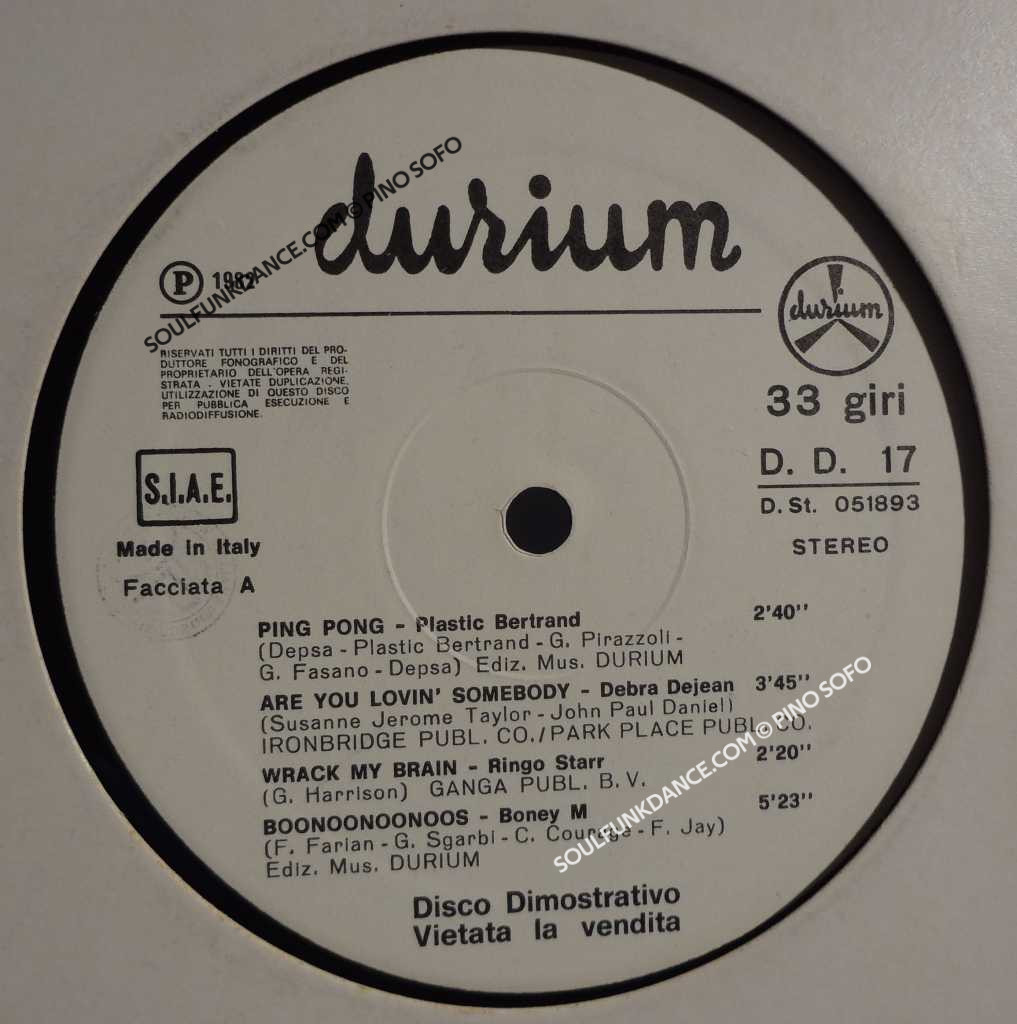 durium
P 1982
durium
RISERVATI TUTTI I DIRITTI DEL PRO-
DUTTORE FONOGRAFICO E DEL
PROPRIETARIO DELL'OPERA REGI-
STRATA - VIETATE DUPLICAZIONE,
UTILIZZAZIONE DI QUESTO DISCO
PER PUBBLICA ESECUZIONE E
RADIODIFFUSIONE.
33 giri
S.I.A.E.
D. D. 17
D. St. 051893
Made in Italy
STEREO
Facciata A
PING PONG - Plastic Bertrand 2'40''
(Depsa - Plastic Bertrand - G. Pirazzoli -
G. Fasano - Depsa) Ediz. Mus. DURIUM
ARE YOU LOVIN' SOMEBODY - Debra Dejean 3'45''
(Susanne Jerome Taylor - John Paul Daniel)
IRONBRIDGE PUBL. CO./PARK PLACE PUBL. CO.
WRACK MY BRAIN - Ringo Starr 2'20''
(G. Harrison) GANGA PUBL. B. V.
BOONOONOONOOS - Boney M 5'23''
(F. Farian - G. Sgarbi - C. Courage - F. Jay)
Ediz. Mus. DURIUM
Disco Dimostrativo
Vietata la vendita
SOULFUNKDANCE.COM © PINO SOFO
SOULFUNKDANCE.COM © PINO SOFO